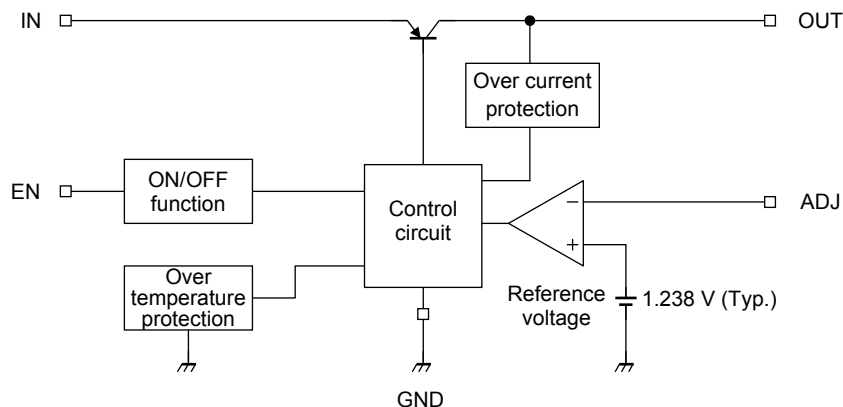 IN
OUT
Over current
protection
EN
ON/OFF
function
Control
circuit
−
+
ADJ
Over
temperature
protection
Reference
voltage
1.238 V (Typ.)
GND